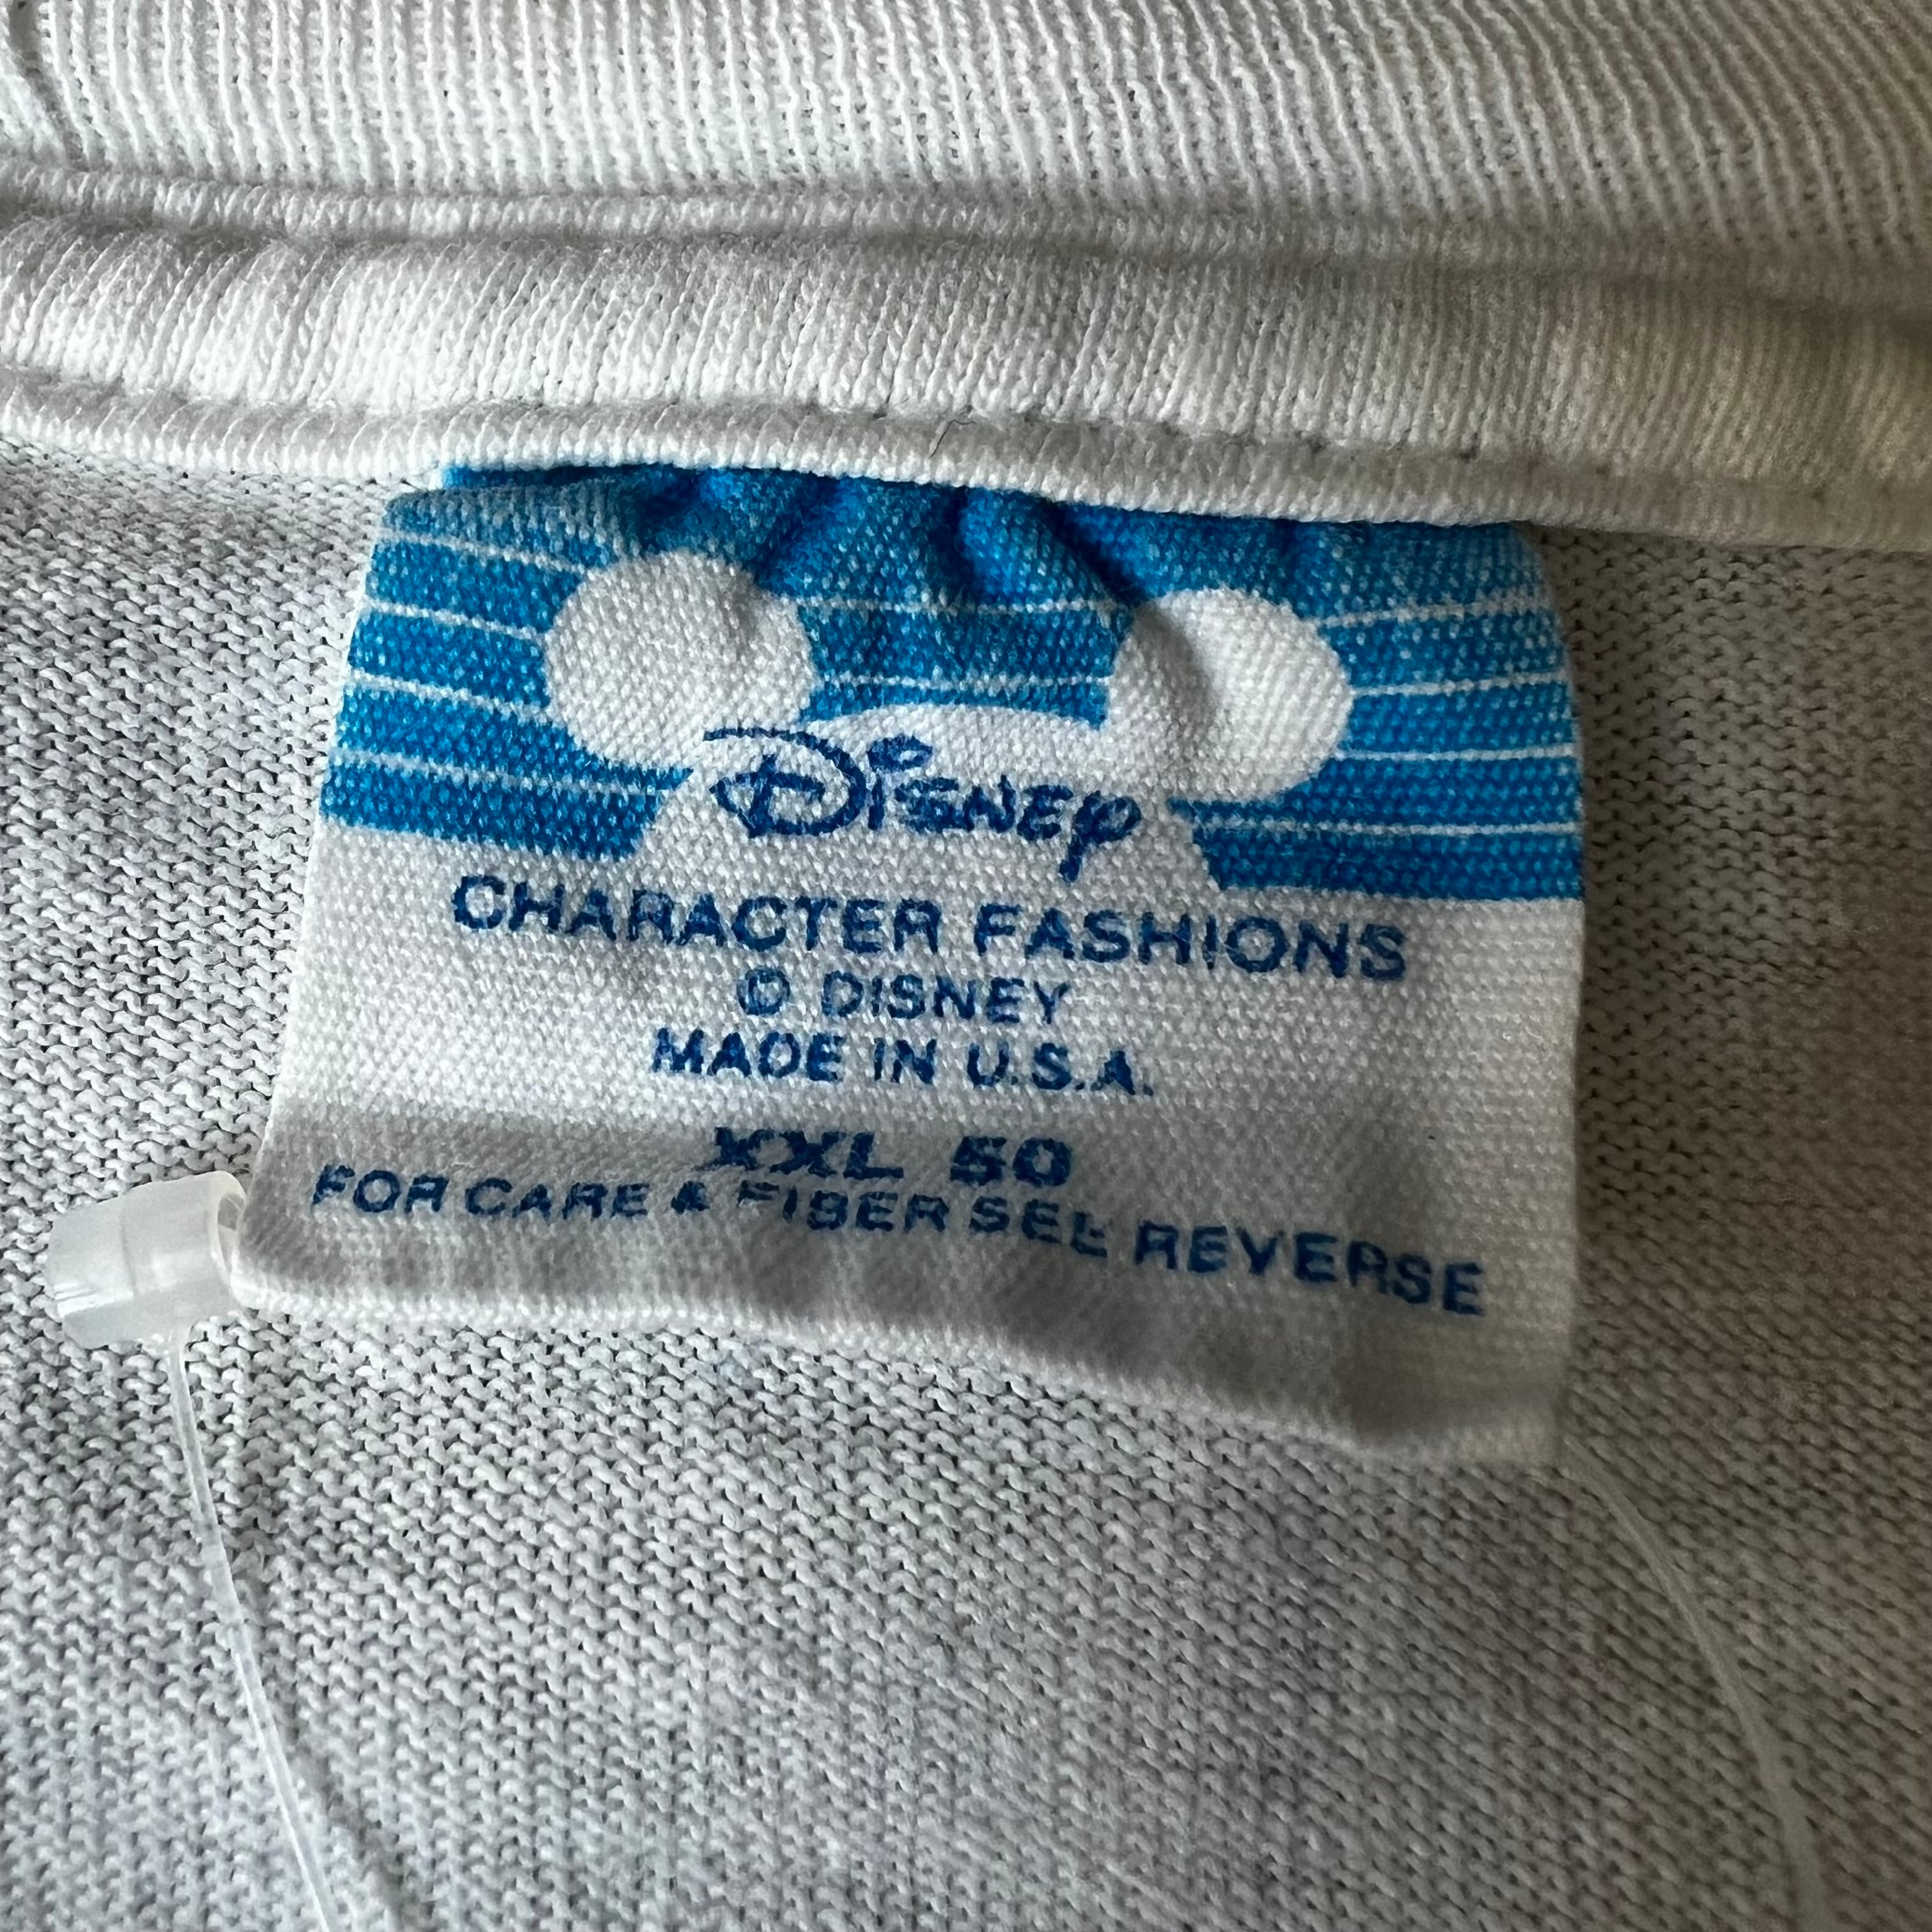 Disney
CHARACTER FASHIONS
© DISNEY
MADE IN U.S.A.
XXL 50
FOR CARE & FIBER SEE REVERSE